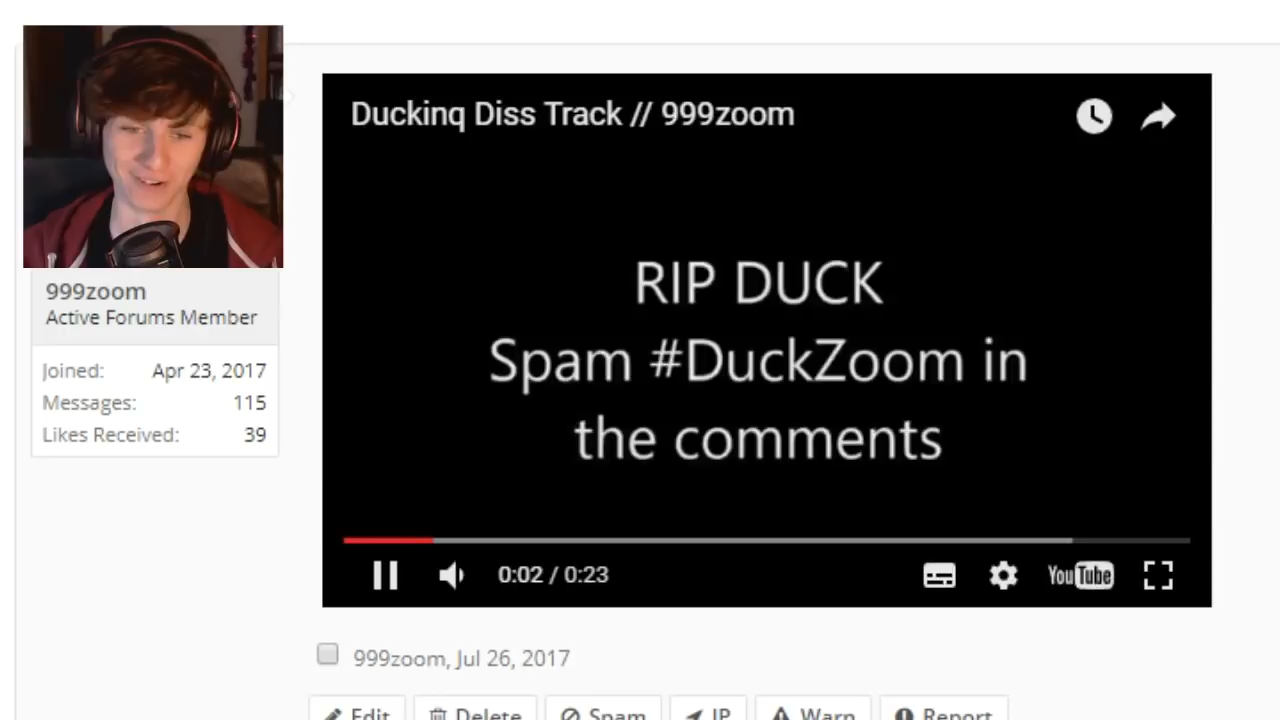 Duckinq Diss Track // 999zoom
RIP DUCK
Spam #DuckZoom in
the comments
0:02 / 0:23
YouTube
999zoom
Active Forums Member
Joined: Apr 23, 2017
Messages: 115
Likes Received: 39
999zoom, Jul 26, 2017
Edit Delete Spam IP Warn Report